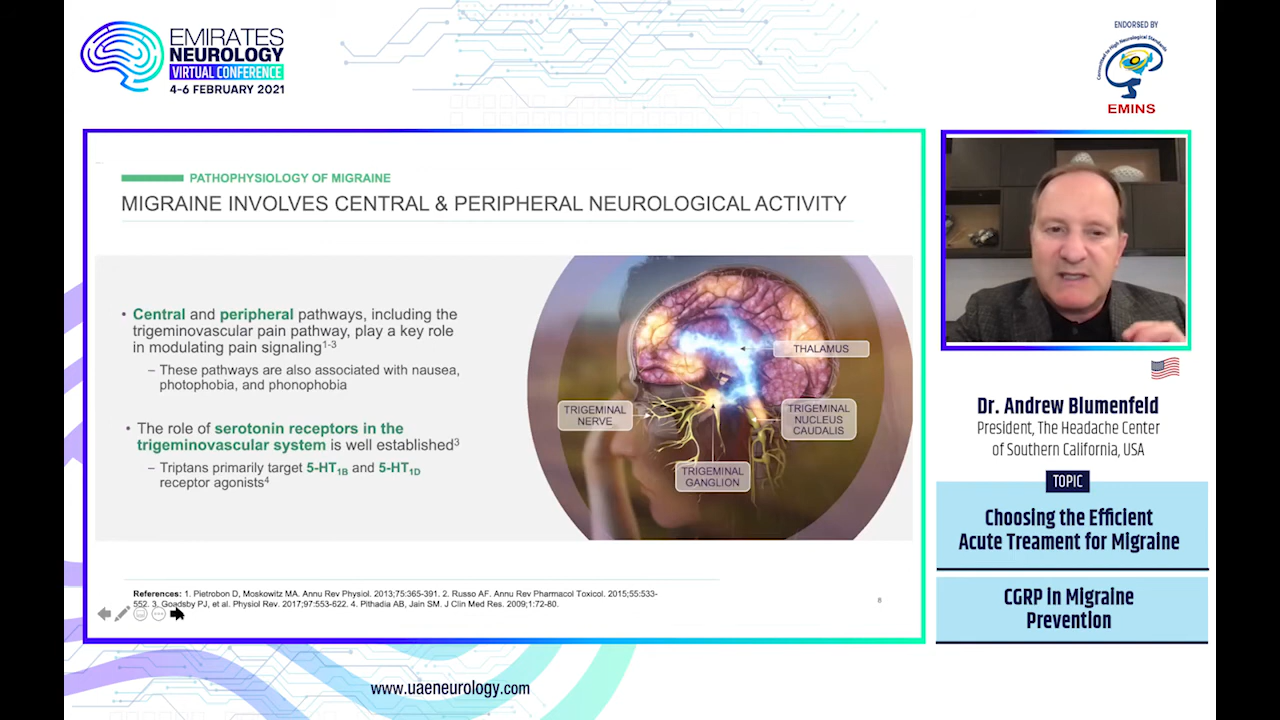 EMIRATES
NEUROLOGY
VIRTUAL CONFERENCE
4-6 FEBRUARY 2021
ENDORSED BY
Committed to High Neurological Standards
EMINS
PATHOPHYSIOLOGY OF MIGRAINE
MIGRAINE INVOLVES CENTRAL & PERIPHERAL NEUROLOGICAL ACTIVITY
• Central and peripheral pathways, including the
trigeminovascular pain pathway, play a key role
in modulating pain signaling1-3
– These pathways are also associated with nausea,
photophobia, and phonophobia
• The role of serotonin receptors in the
trigeminovascular system is well established3
– Triptans primarily target 5-HT1B and 5-HT1D
receptor agonists4
THALAMUS
TRIGEMINAL
NERVE
TRIGEMINAL
NUCLEUS
CAUDALIS
TRIGEMINAL
GANGLION
References: 1. Pietrobon D, Moskowitz MA. Annu Rev Physiol. 2013;75:365-391. 2. Russo AF. Annu Rev Pharmacol Toxicol. 2015;55:533-
552. 3. Goadsby PJ, et al. Physiol Rev. 2017;97:553-622. 4. Pithadia AB, Jain SM. J Clin Med Res. 2009;1:72-80.
Dr. Andrew Blumenfeld
President, The Headache Center
of Southern California, USA
TOPIC
Choosing the Efficient
Acute Treament for Migraine
CGRP in Migraine
Prevention
www.uaeneurology.com